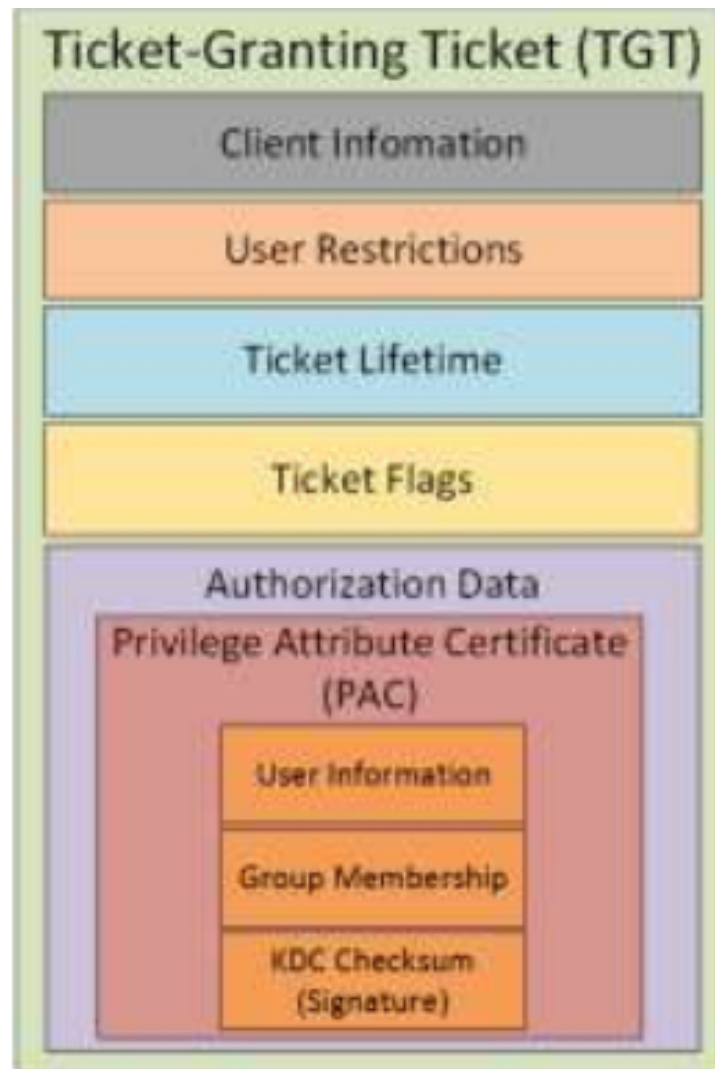 Ticket-Granting Ticket (TGT)
Client Infomation
User Restrictions
Ticket Lifetime
Ticket Flags
Authorization Data
Privilege Attribute Certificate
(PAC)
User Information
Group Membership
KDC Checksum
(Signature)